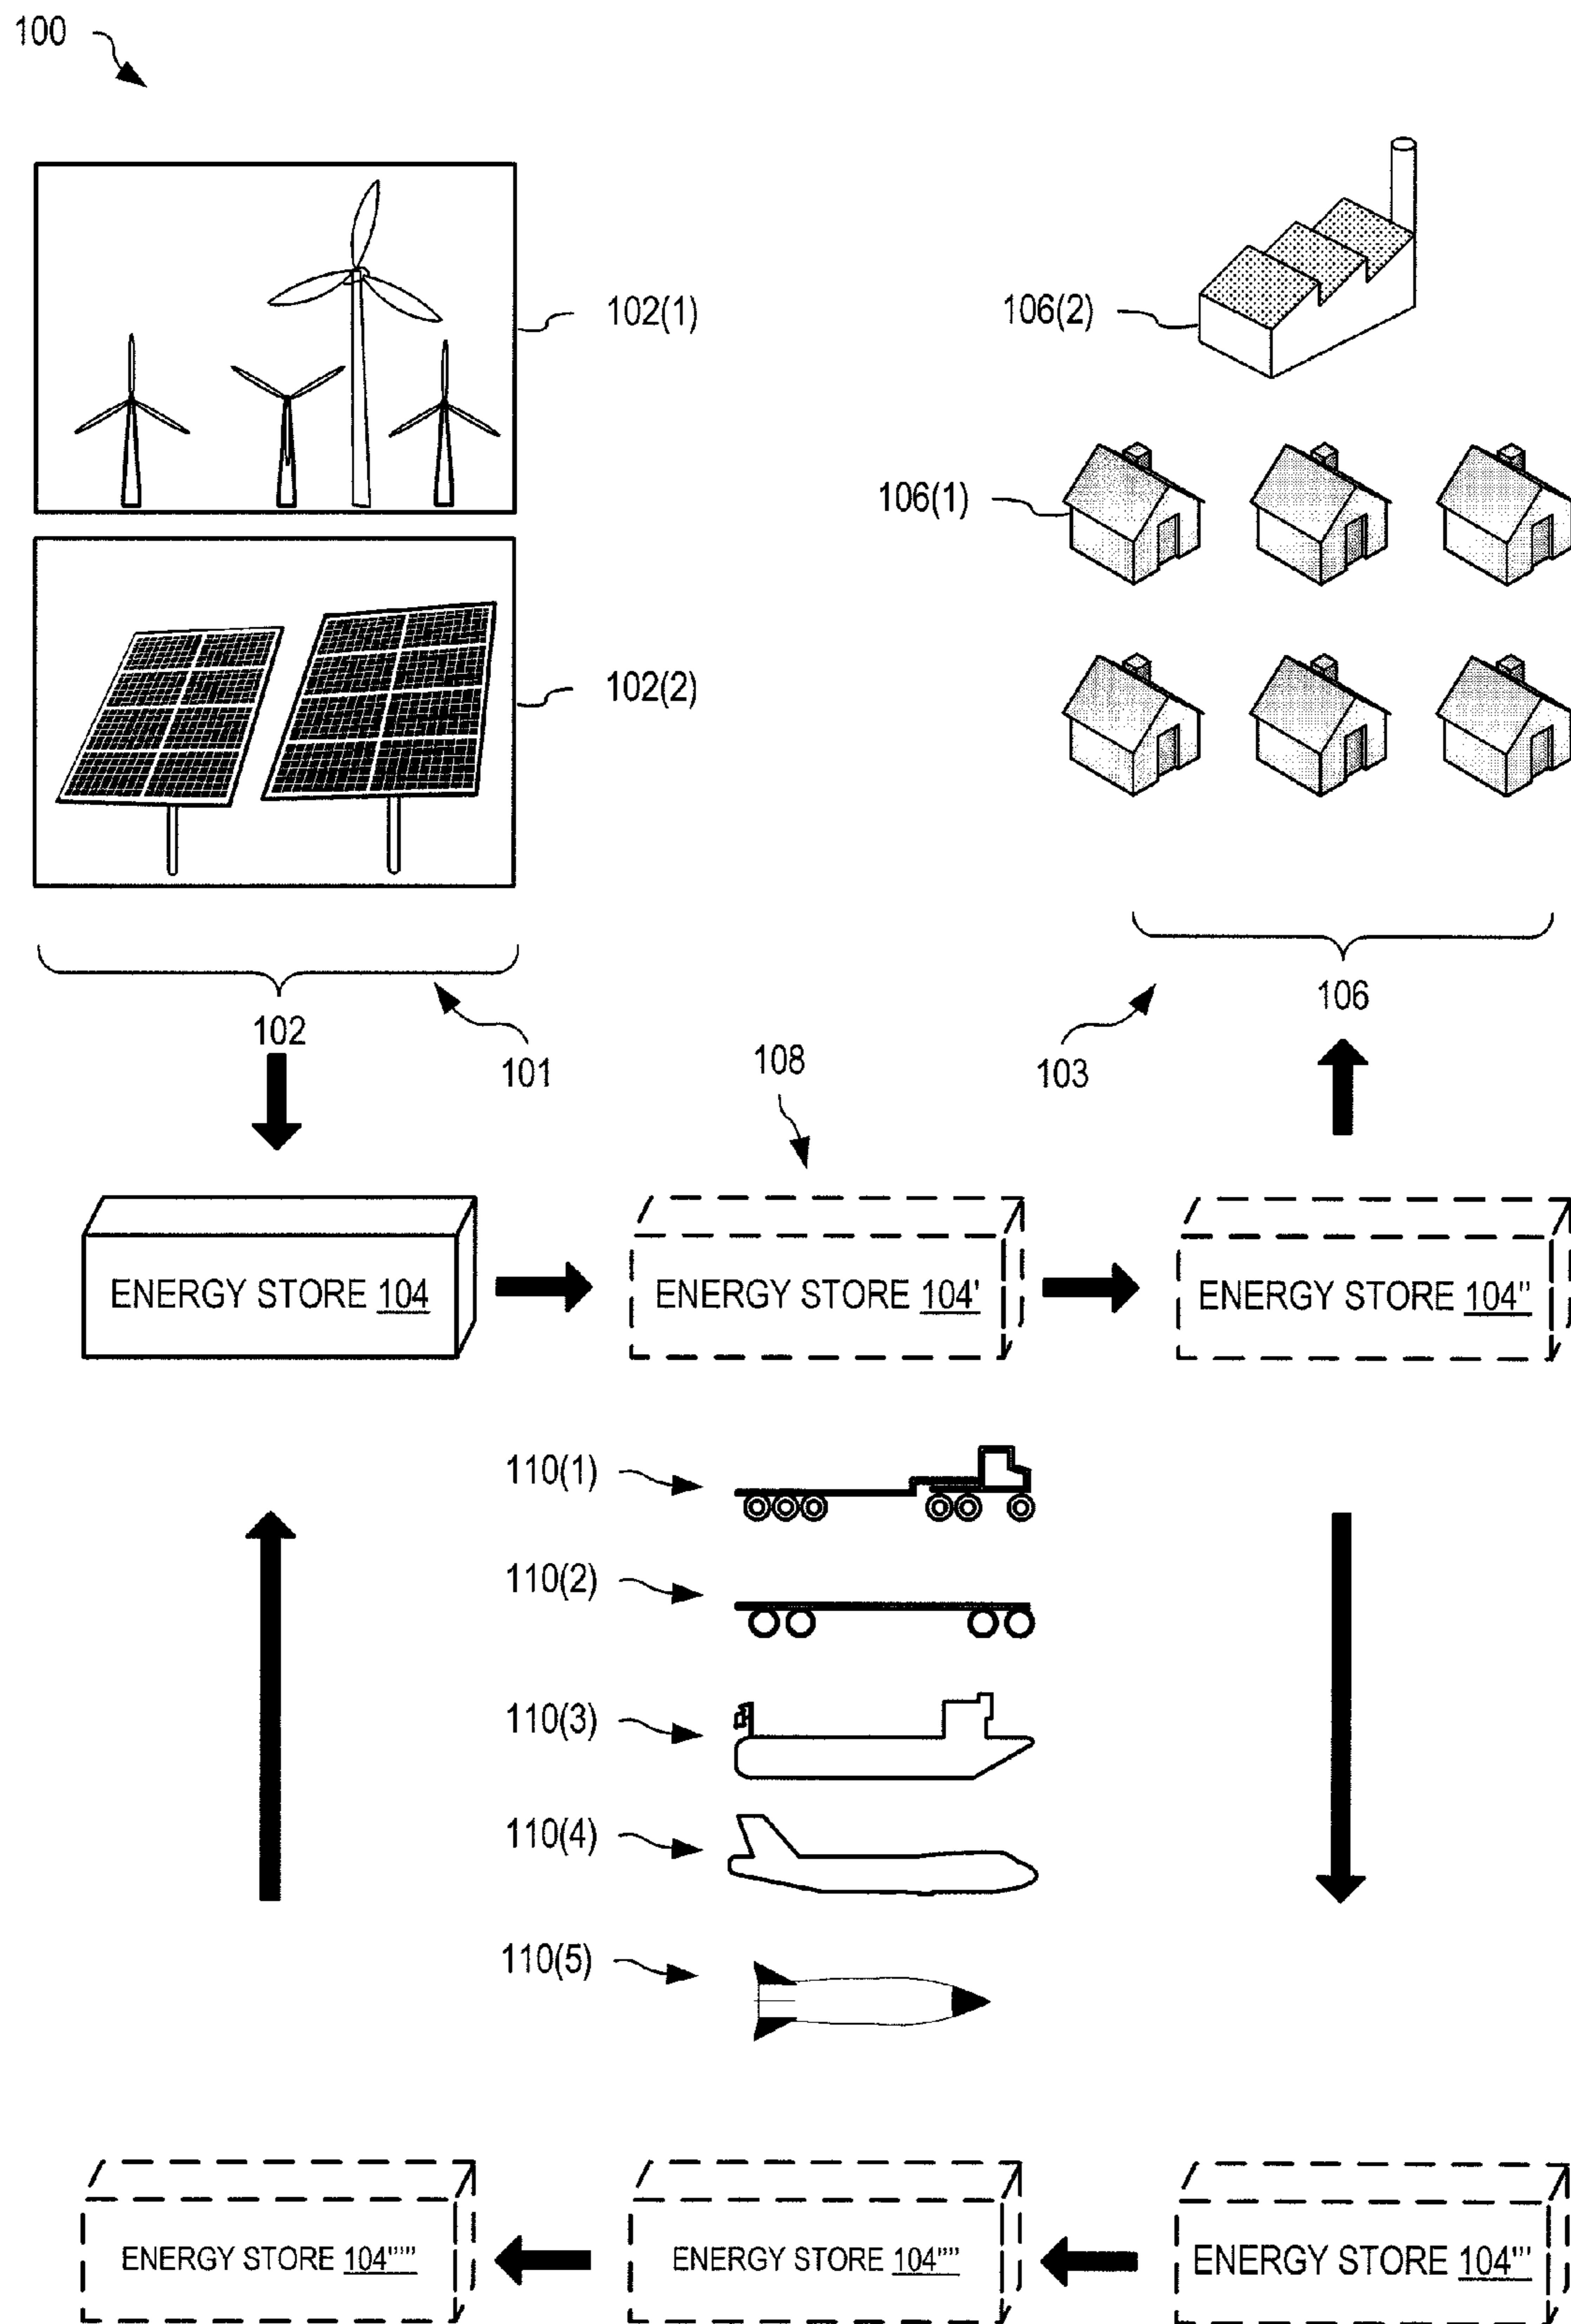 100
102(1)
106(2)
106(1)
102(2)
102
101
108
103
106
ENERGY STORE 104
ENERGY STORE 104'
ENERGY STORE 104"
110(1)
110(2)
110(3)
110(4)
110(5)
ENERGY STORE 104'""
ENERGY STORE 104""
ENERGY STORE 104"'